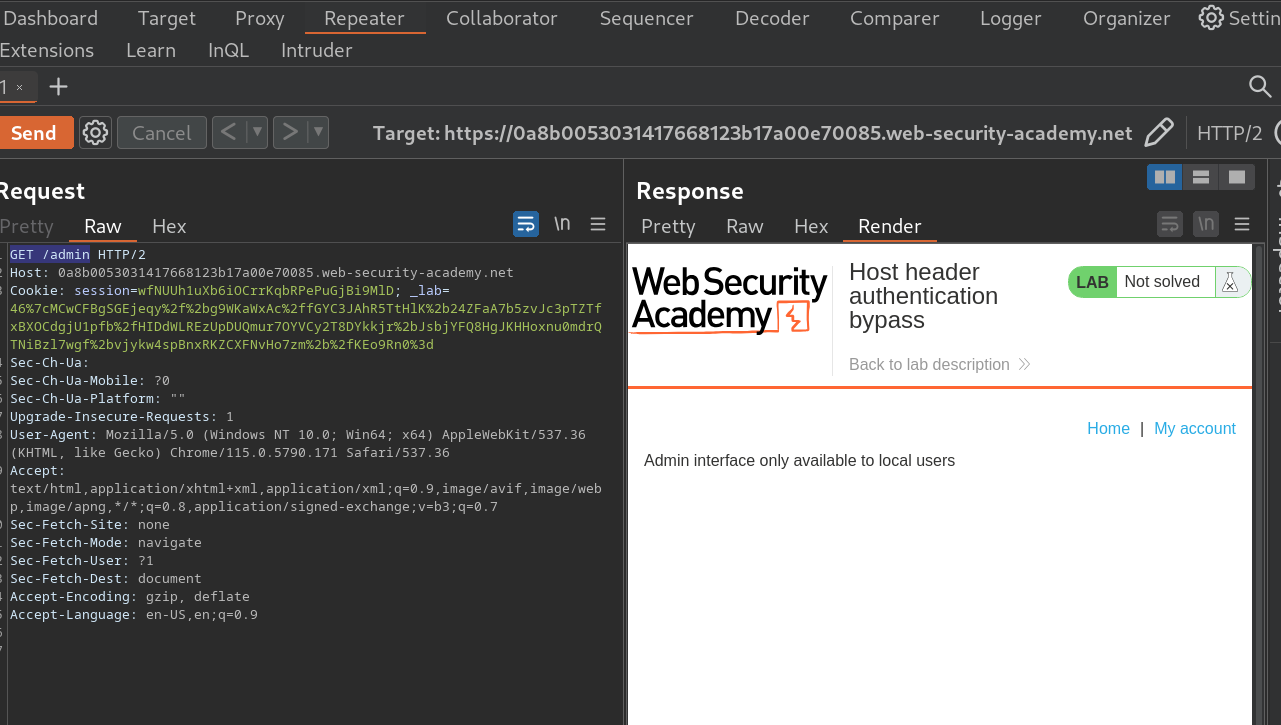 Dashboard Target Proxy Repeater Collaborator Sequencer Decoder Comparer Logger Organizer Settin
Extensions Learn InQL Intruder
1 ×
Send Cancel < > Target: https://0a8b0053031417668123b17a00e70085.web-security-academy.net HTTP/2
Request
Pretty Raw Hex \n
GET /admin HTTP/2
Host: 0a8b0053031417668123b17a00e70085.web-security-academy.net
Cookie: session=wfNUUh1uXb6iOCrrKqbRPePuGjBi9MlD; _lab=
46%7cMCwCFBgSGEjeqy%2f%2bg9WKaWxAc%2ffGYC3JAhR5TtHlK%2b24ZFaA7b5zvJc3pTZTf
xBXOCdgjU1pfb%2fHIDdWLREzUpDUQmur7OYVCy2T8DYkkjr%2bJsbjYFQ8HgJKHHoxnu0mdrQ
TNiBzl7wgf%2bvjykw4spBnxRKZCXFNvHo7zm%2b%2fKEo9Rn0%3d
Sec-Ch-Ua:
Sec-Ch-Ua-Mobile: ?0
Sec-Ch-Ua-Platform: ""
Upgrade-Insecure-Requests: 1
User-Agent: Mozilla/5.0 (Windows NT 10.0; Win64; x64) AppleWebKit/537.36
(KHTML, like Gecko) Chrome/115.0.5790.171 Safari/537.36
Accept:
text/html,application/xhtml+xml,application/xml;q=0.9,image/avif,image/web
p,image/apng,*/*;q=0.8,application/signed-exchange;v=b3;q=0.7
Sec-Fetch-Site: none
Sec-Fetch-Mode: navigate
Sec-Fetch-User: ?1
Sec-Fetch-Dest: document
Accept-Encoding: gzip, deflate
Accept-Language: en-US,en;q=0.9
Response
Pretty Raw Hex Render \n
Web Security
Academy
Host header
authentication
bypass
LAB Not solved
Back to lab description
Home | My account
Admin interface only available to local users